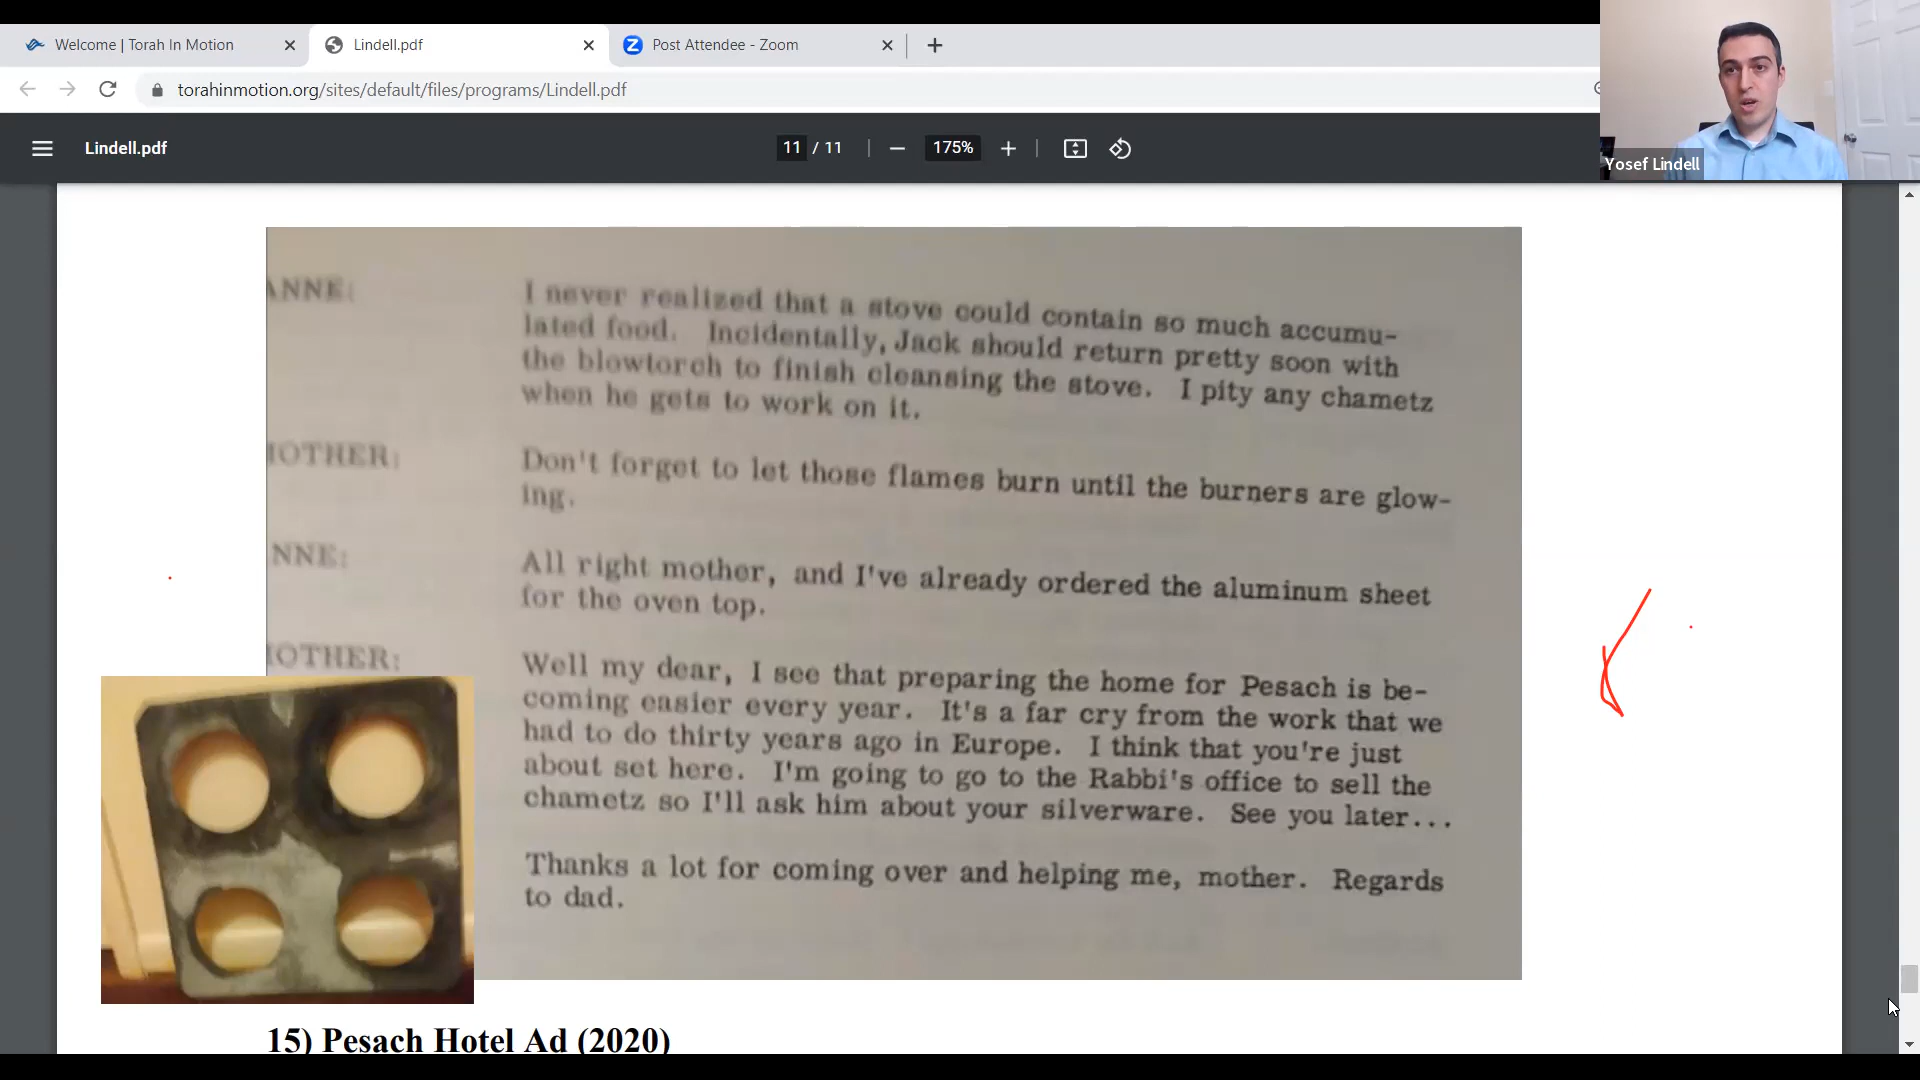 Welcome | Torah In Motion
Lindell.pdf
Post Attendee - Zoom
torahinmotion.org/sites/default/files/programs/Lindell.pdf
Lindell.pdf
11 / 11
175%
Yosef Lindell
ANNE:
I never realized that a stove could contain so much accumu-
lated food. Incidentally, Jack should return pretty soon with
the blowtorch to finish cleansing the stove. I pity any chametz
when he gets to work on it.
MOTHER:
Don't forget to let those flames burn until the burners are glow-
ing.
NNE:
All right mother, and I've already ordered the aluminum sheet
for the oven top.
MOTHER:
Well my dear, I see that preparing the home for Pesach is be-
coming easier every year. It's a far cry from the work that we
had to do thirty years ago in Europe. I think that you're just
about set here. I'm going to go to the Rabbi's office to sell the
chametz so I'll ask him about your silverware. See you later...
Thanks a lot for coming over and helping me, mother. Regards
to dad.
15) Pesach Hotel Ad (2020)